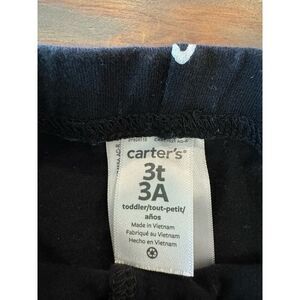 carter's®
3t
3A
toddler/tout-petit/
años
Made in Vietnam
Fabriqué au Vietnam
Hecho en Vietnam